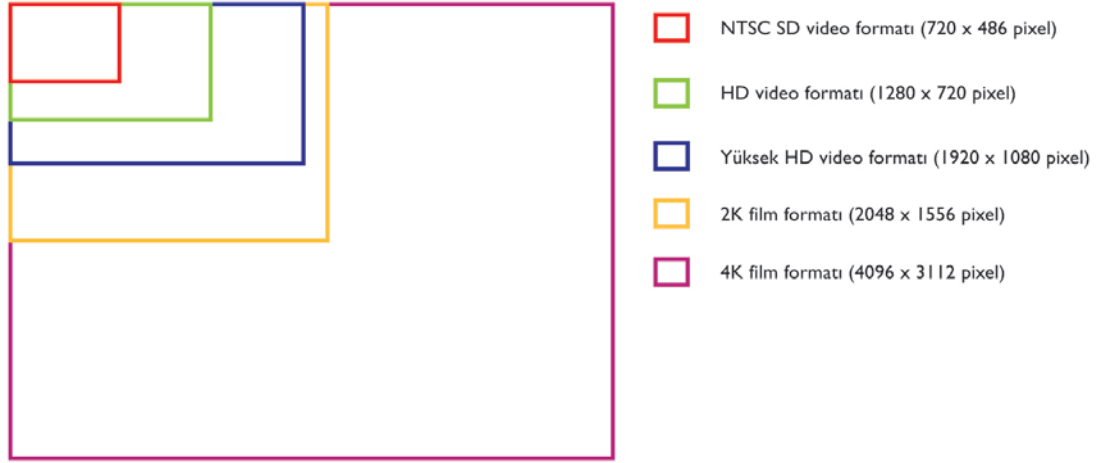 NTSC SD video formatı (720 x 486 pixel)
HD video formatı (1280 x 720 pixel)
Yüksek HD video formatı (1920 x 1080 pixel)
2K film formatı (2048 x 1556 pixel)
4K film formatı (4096 x 3112 pixel)